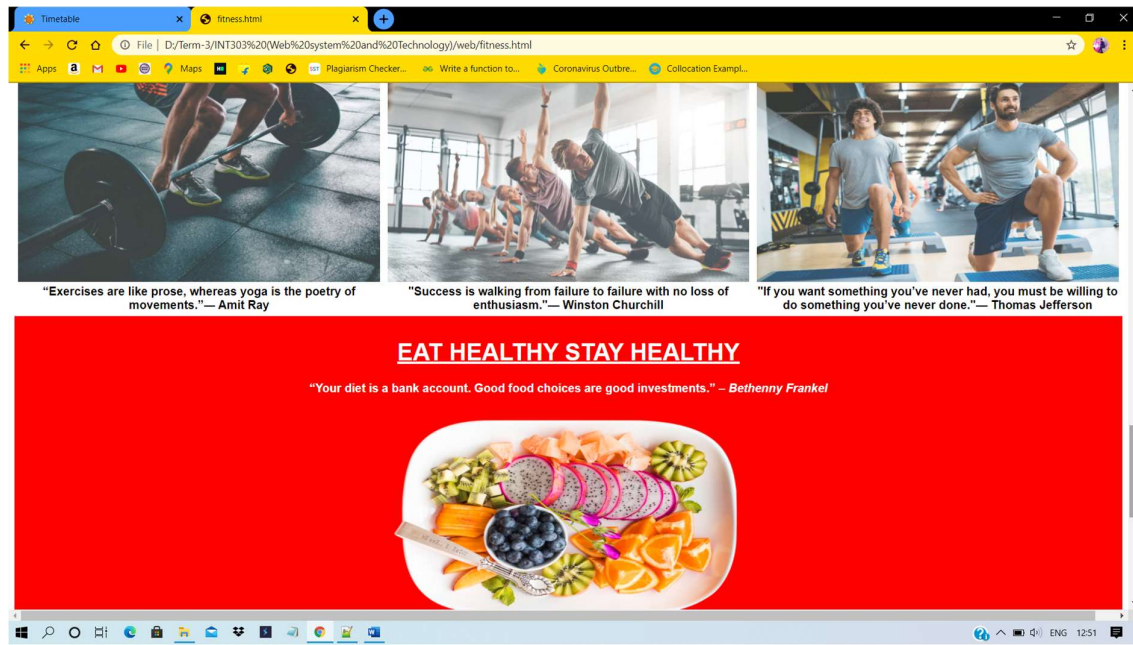 Timetable
fitness.html
File | D:/Term-3/INT303%20(Web%20system%20and%20Technology)/web/fitness.html
Apps
Maps
Plagiarism Checker...
Write a function to...
Coronavirus Outbre...
Collocation Exampl...
“Exercises are like prose, whereas yoga is the poetry of
movements.”— Amit Ray
"Success is walking from failure to failure with no loss of
enthusiasm."— Winston Churchill
"If you want something you’ve never had, you must be willing to
do something you’ve never done."— Thomas Jefferson
EAT HEALTHY STAY HEALTHY
“Your diet is a bank account. Good food choices are good investments.” – Bethenny Frankel
ENG 12:51